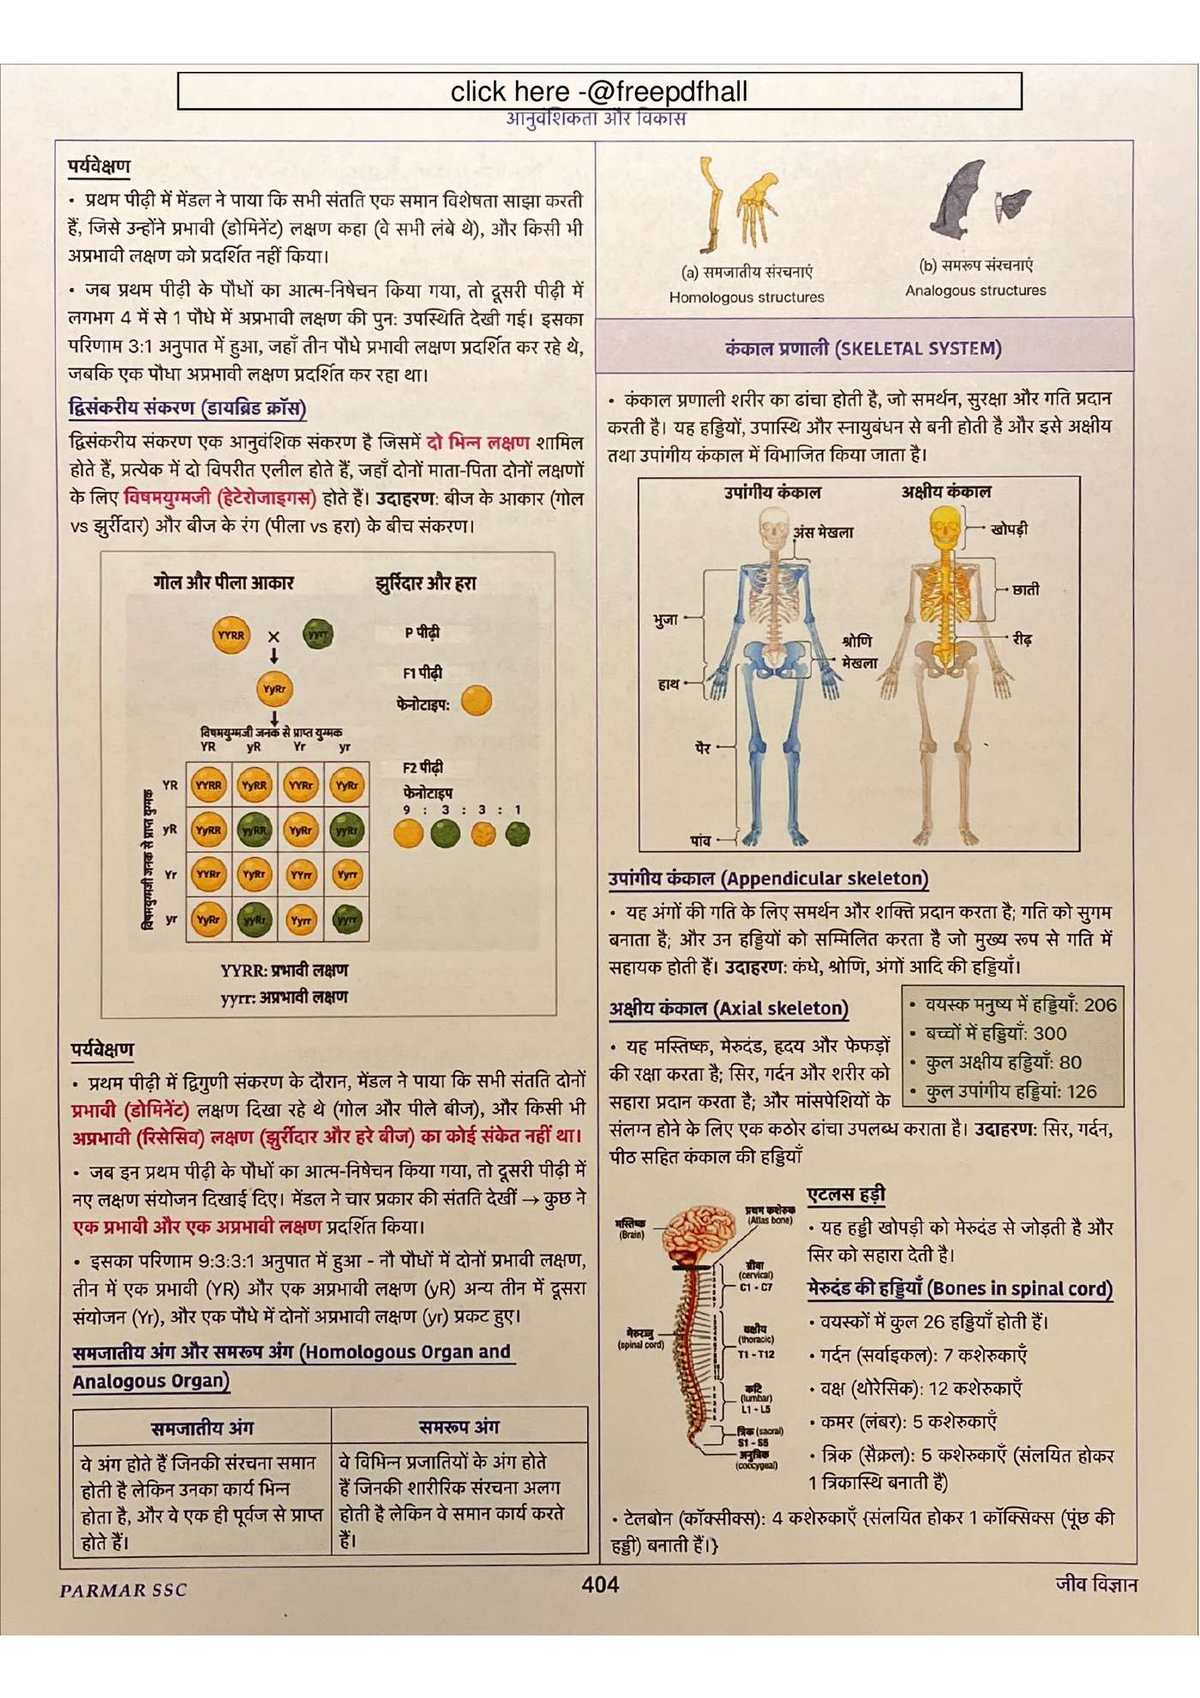 click here -@freepdfhall
आनुवंशिकता और विकास
पर्यवेक्षण
• प्रथम पीढ़ी में मेंडल ने पाया कि सभी संतति एक समान विशेषता साझा करती
हैं, जिसे उन्होंने प्रभावी (डोमिनेंट) लक्षण कहा (वे सभी लंबे थे), और किसी भी
अप्रभावी लक्षण को प्रदर्शित नहीं किया।
• जब प्रथम पीढ़ी के पौधों का आत्म-निषेचन किया गया, तो दूसरी पीढ़ी में
लगभग 4 में से 1 पौधे में अप्रभावी लक्षण की पुन: उपस्थिति देखी गई। इसका
परिणाम 3:1 अनुपात में हुआ, जहाँ तीन पौधे प्रभावी लक्षण प्रदर्शित कर रहे थे,
जबकि एक पौधा अप्रभावी लक्षण प्रदर्शित कर रहा था।
द्विसंकरीय संकरण (डायब्रिड क्रॉस)
द्विसंकरीय संकरण एक आनुवंशिक संकरण है जिसमें दो भिन्न लक्षण शामिल
होते हैं, प्रत्येक में दो विपरीत एलील होते हैं, जहाँ दोनों माता-पिता दोनों लक्षणों
के लिए विषमयुग्मजी (हेटेरोजाइगस) होते हैं। उदाहरण: बीज के आकार (गोल
vs झुर्रीदार) और बीज के रंग (पीला vs हरा) के बीच संकरण।
गोल और पीला आकार
झुर्रिदार और हरा
YYRR × yyrr
P पीढ़ी
YyRr
F1 पीढ़ी
फेनोटाइप:
विषमयुग्मजी जनक से प्राप्त युग्मक
YR yR Yr yr
विषमयुग्मजी जनक से प्राप्त युग्मक
YR YYRR YyRR YYRr YyRr
yR YyRR yyRR YyRr yyRr
Yr YYRr YyRr YYrr Yyrr
yr YyRr yyRr Yyrr yyrr
F2 पीढ़ी
फेनोटाइप
9 : 3 : 3 : 1
YYRR: प्रभावी लक्षण
yyrr: अप्रभावी लक्षण
पर्यवेक्षण
• प्रथम पीढ़ी में द्विगुणी संकरण के दौरान, मेंडल ने पाया कि सभी संतति दोनों
प्रभावी (डोमिनेंट) लक्षण दिखा रहे थे (गोल और पीले बीज), और किसी भी
अप्रभावी (रिसेसिव) लक्षण (झुर्रीदार और हरे बीज) का कोई संकेत नहीं था।
• जब इन प्रथम पीढ़ी के पौधों का आत्म-निषेचन किया गया, तो दूसरी पीढ़ी में
नए लक्षण संयोजन दिखाई दिए। मेंडल ने चार प्रकार की संतति देखीं → कुछ ने
एक प्रभावी और एक अप्रभावी लक्षण प्रदर्शित किया।
• इसका परिणाम 9:3:3:1 अनुपात में हुआ - नौ पौधों में दोनों प्रभावी लक्षण,
तीन में एक प्रभावी (YR) और एक अप्रभावी लक्षण (yR) अन्य तीन में दूसरा
संयोजन (Yr), और एक पौधे में दोनों अप्रभावी लक्षण (yr) प्रकट हुए।
समजातीय अंग और समरूप अंग (Homologous Organ and
Analogous Organ)
समजातीय अंग
वे अंग होते हैं जिनकी संरचना समान
होती है लेकिन उनका कार्य भिन्न
होता है, और वे एक ही पूर्वज से प्राप्त
होते हैं।
समरूप अंग
वे विभिन्न प्रजातियों के अंग होते
हैं जिनकी शारीरिक संरचना अलग
होती है लेकिन वे समान कार्य करते
हैं।
(a) समजातीय संरचनाएं
Homologous structures
(b) समरूप संरचनाएं
Analogous structures
कंकाल प्रणाली (SKELETAL SYSTEM)
• कंकाल प्रणाली शरीर का ढांचा होती है, जो समर्थन, सुरक्षा और गति प्रदान
करती है। यह हड्डियों, उपास्थि और स्नायुबंधन से बनी होती है और इसे अक्षीय
तथा उपांगीय कंकाल में विभाजित किया जाता है।
उपांगीय कंकाल
अक्षीय कंकाल
अंस मेखला
खोपड़ी
छाती
भुजा
श्रोणि
मेखला
रीढ़
हाथ
पैर
पांव
उपांगीय कंकाल (Appendicular skeleton)
• यह अंगों की गति के लिए समर्थन और शक्ति प्रदान करता है; गति को सुगम
बनाता है; और उन हड्डियों को सम्मिलित करता है जो मुख्य रूप से गति में
सहायक होती हैं। उदाहरण: कंधे, श्रोणि, अंगों आदि की हड्डियाँ।
अक्षीय कंकाल (Axial skeleton)
• यह मस्तिष्क, मेरुदंड, हृदय और फेफड़ों
की रक्षा करता है; सिर, गर्दन और शरीर को
सहारा प्रदान करता है; और मांसपेशियों के
संलग्न होने के लिए एक कठोर ढांचा उपलब्ध कराता है। उदाहरण: सिर, गर्दन,
पीठ सहित कंकाल की हड्डियाँ
• वयस्क मनुष्य में हड्डियाँ: 206
• बच्चों में हड्डियाँ: 300
• कुल अक्षीय हड्डियाँ: 80
• कुल उपांगीय हड्डियां: 126
मस्तिष्क
(Brain)
प्रथम कशेरुक
(Atlas bone)
ग्रीवा
(cervical)
C1 - C7
मेरुरज्जु
(spinal cord)
वक्षीय
(thoracic)
T1 - T12
कटि
(lumbar)
L1 - L5
त्रिक (sacral)
S1 - S5
अनुत्रिक
(coccygeal)
एटलस हड्डी
• यह हड्डी खोपड़ी को मेरुदंड से जोड़ती है और
सिर को सहारा देती है।
मेरुदंड की हड्डियाँ (Bones in spinal cord)
• वयस्कों में कुल 26 हड्डियाँ होती हैं।
• गर्दन (सर्वाइकल): 7 कशेरुकाएँ
• वक्ष (थोरेसिक): 12 कशेरुकाएँ
• कमर (लंबर): 5 कशेरुकाएँ
• त्रिक (सैक्रल): 5 कशेरुकाएँ (संलयित होकर
1 त्रिकास्थि बनाती हैं)
• टेलबोन (कॉक्सीक्स): 4 कशेरुकाएँ {संलयित होकर 1 कॉक्सिक्स (पूंछ की
हड्डी) बनाती हैं।}
PARMAR SSC
404
जीव विज्ञान